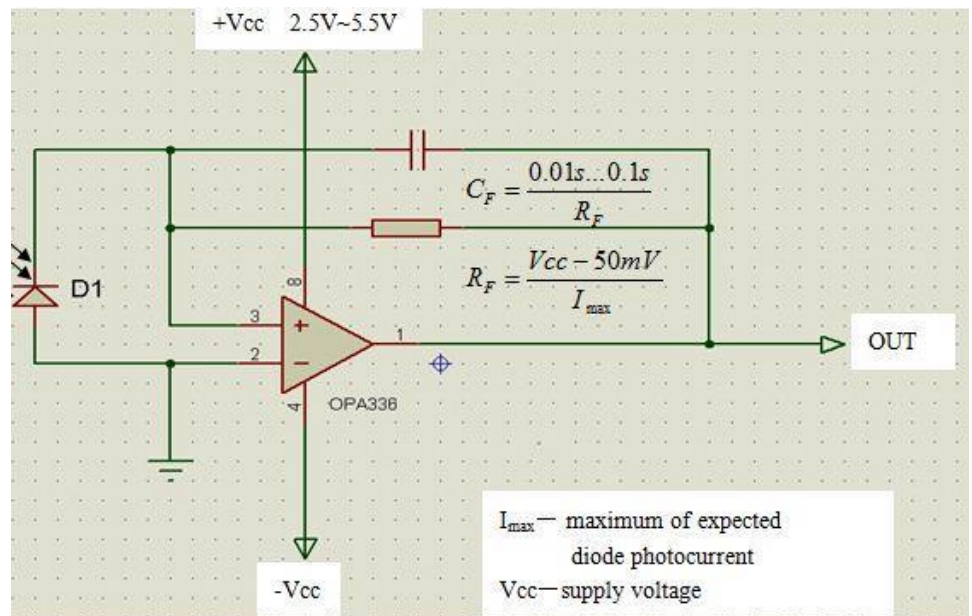 +Vcc 2.5V~5.5V
C_F = 0.01s...0.1s / R_F
R_F = Vcc − 50mV / I_max
D1
8
3
+
1
2
−
4
OPA336
OUT
I_max— maximum of expected
diode photocurrent
Vcc—supply voltage
-Vcc